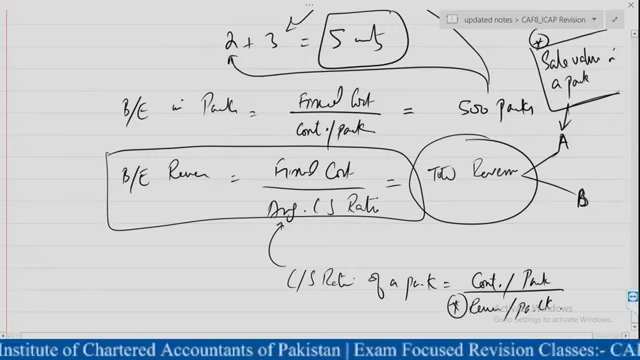 updated notes > CAF8_ICAP Revision
2 + 3 = 5 units
Sale value in a pack
B/E in Packs = Fixed Cost / Cont./pack = 500 packs
A
B/E Reven = Fixed Cost / Avg. C/S Ratio = Total Revenue
B
C/S Ratio of a pack = Cont./Pack / Reven/pack
Activate Windows
Go to Settings to activate Windows.
Institute of Chartered Accountants of Pakistan | Exam Focused Revision Classes:- CA